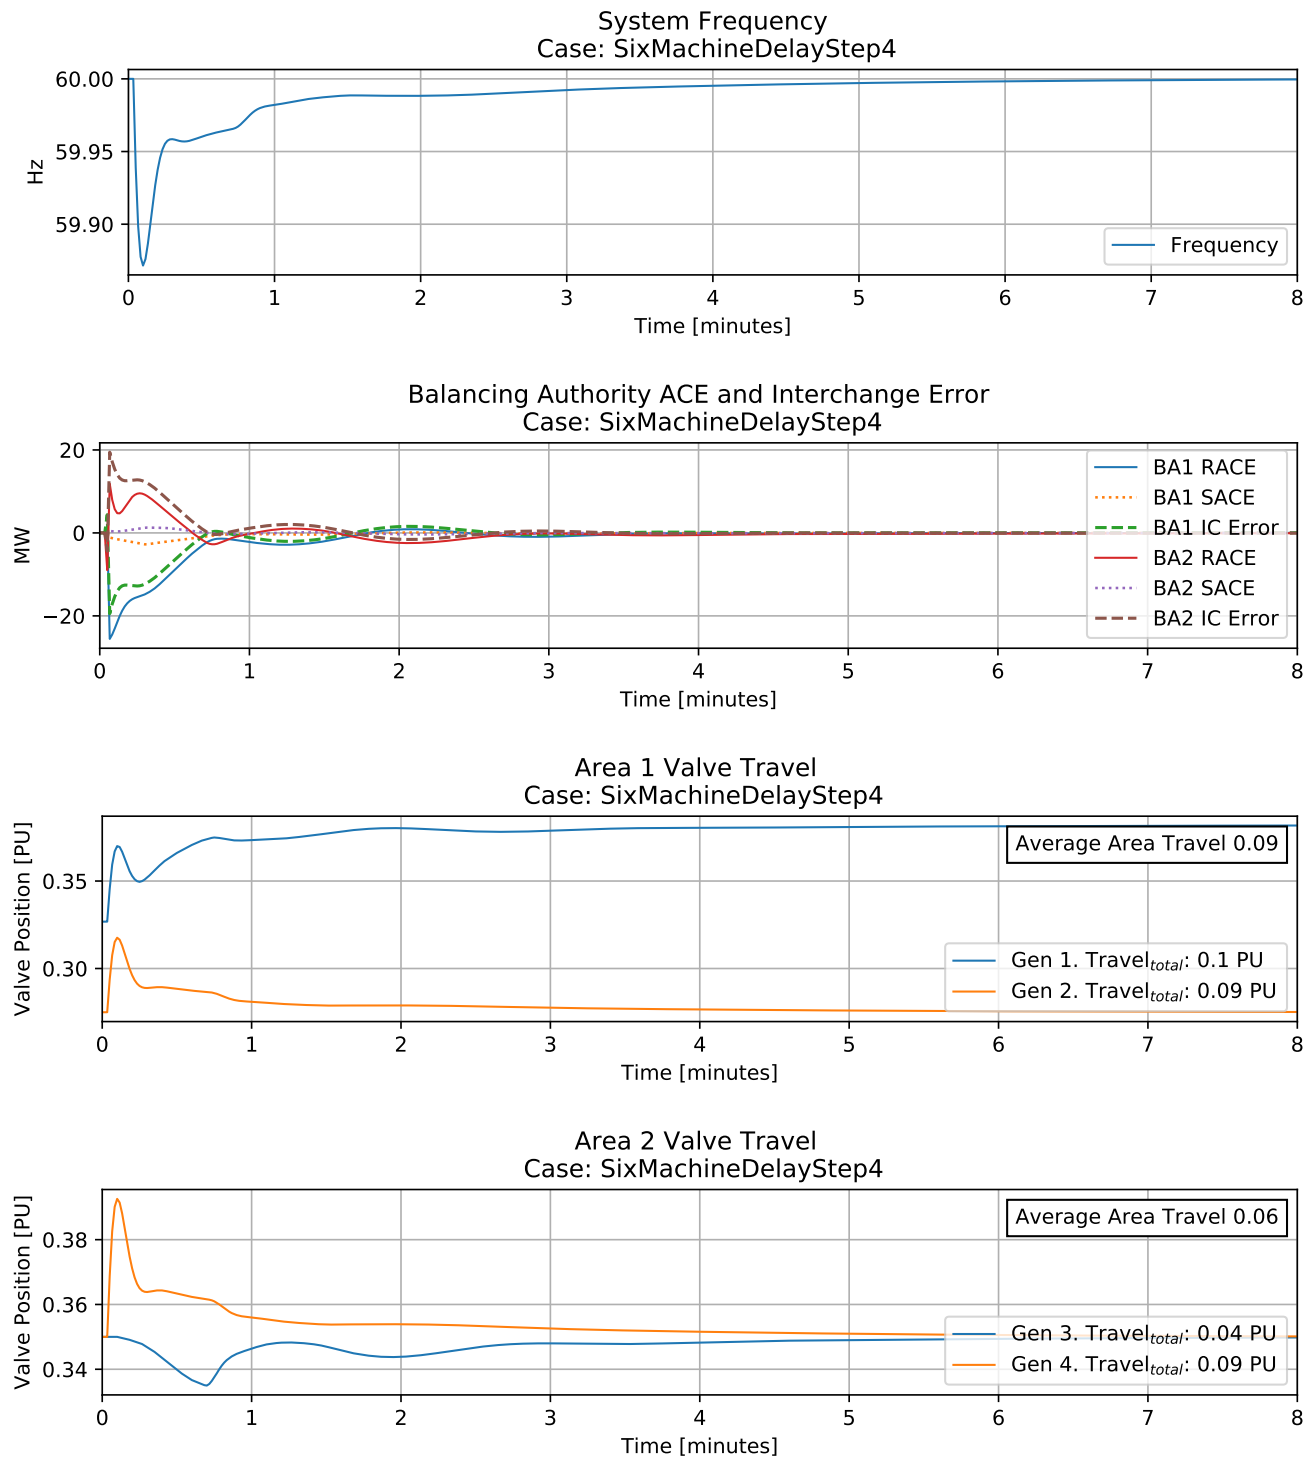 System Frequency
Case: SixMachineDelayStep4
60.00
59.95
59.90
Hz
Frequency
0 1 2 3 4 5 6 7 8
Time [minutes]
Balancing Authority ACE and Interchange Error
Case: SixMachineDelayStep4
20
0
−20
MW
BA1 RACE
BA1 SACE
BA1 IC Error
BA2 RACE
BA2 SACE
BA2 IC Error
0 1 2 3 4 5 6 7 8
Time [minutes]
Area 1 Valve Travel
Case: SixMachineDelayStep4
0.35
0.30
Valve Position [PU]
Average Area Travel 0.09
Gen 1. Travel_total: 0.1 PU
Gen 2. Travel_total: 0.09 PU
0 1 2 3 4 5 6 7 8
Time [minutes]
Area 2 Valve Travel
Case: SixMachineDelayStep4
0.38
0.36
0.34
Valve Position [PU]
Average Area Travel 0.06
Gen 3. Travel_total: 0.04 PU
Gen 4. Travel_total: 0.09 PU
0 1 2 3 4 5 6 7 8
Time [minutes]